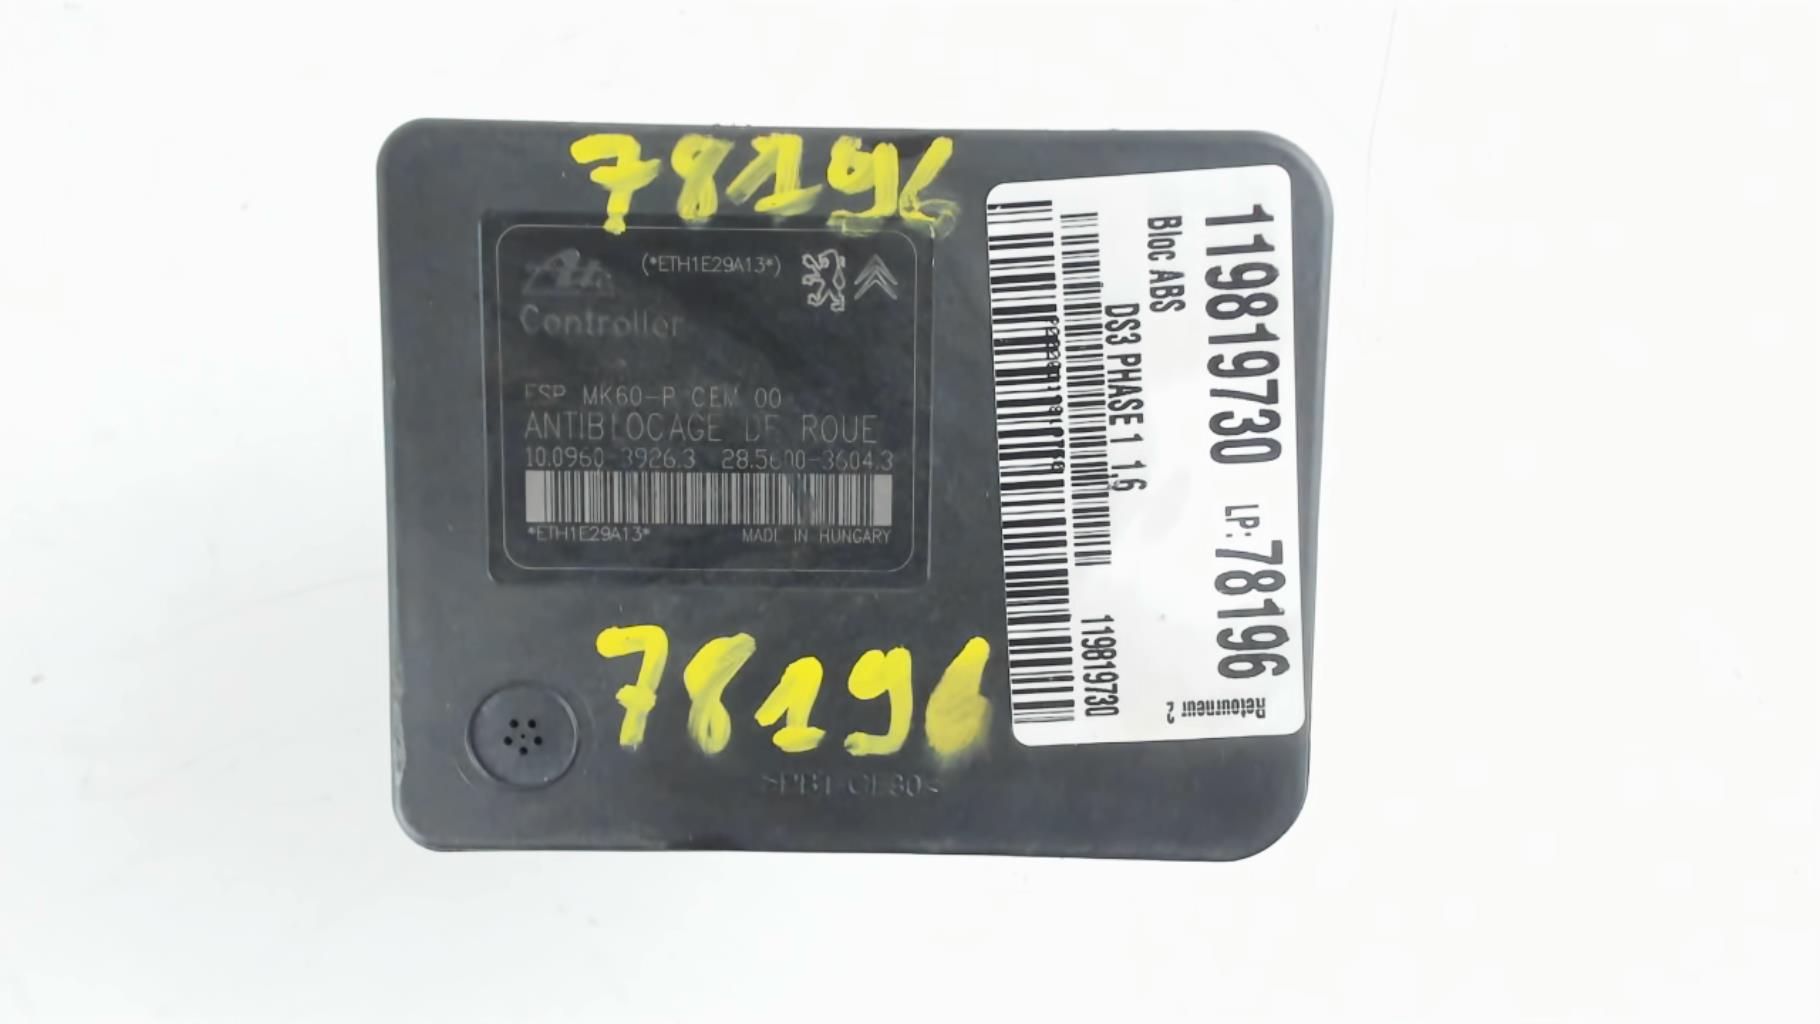 78196
Ate
(*ETH1E29A13*)
Controller
ESP MK60-P CEM 00
ANTIBLOCAGE DE ROUE
10.0960-3926.3 28.5600-3604.3
*ETH1E29A13*
MADE IN HUNGARY
78196
119819730 LP: 78196
Bloc ABS
DS3 PHASE 1 1,6
119819730
Retourneur 2